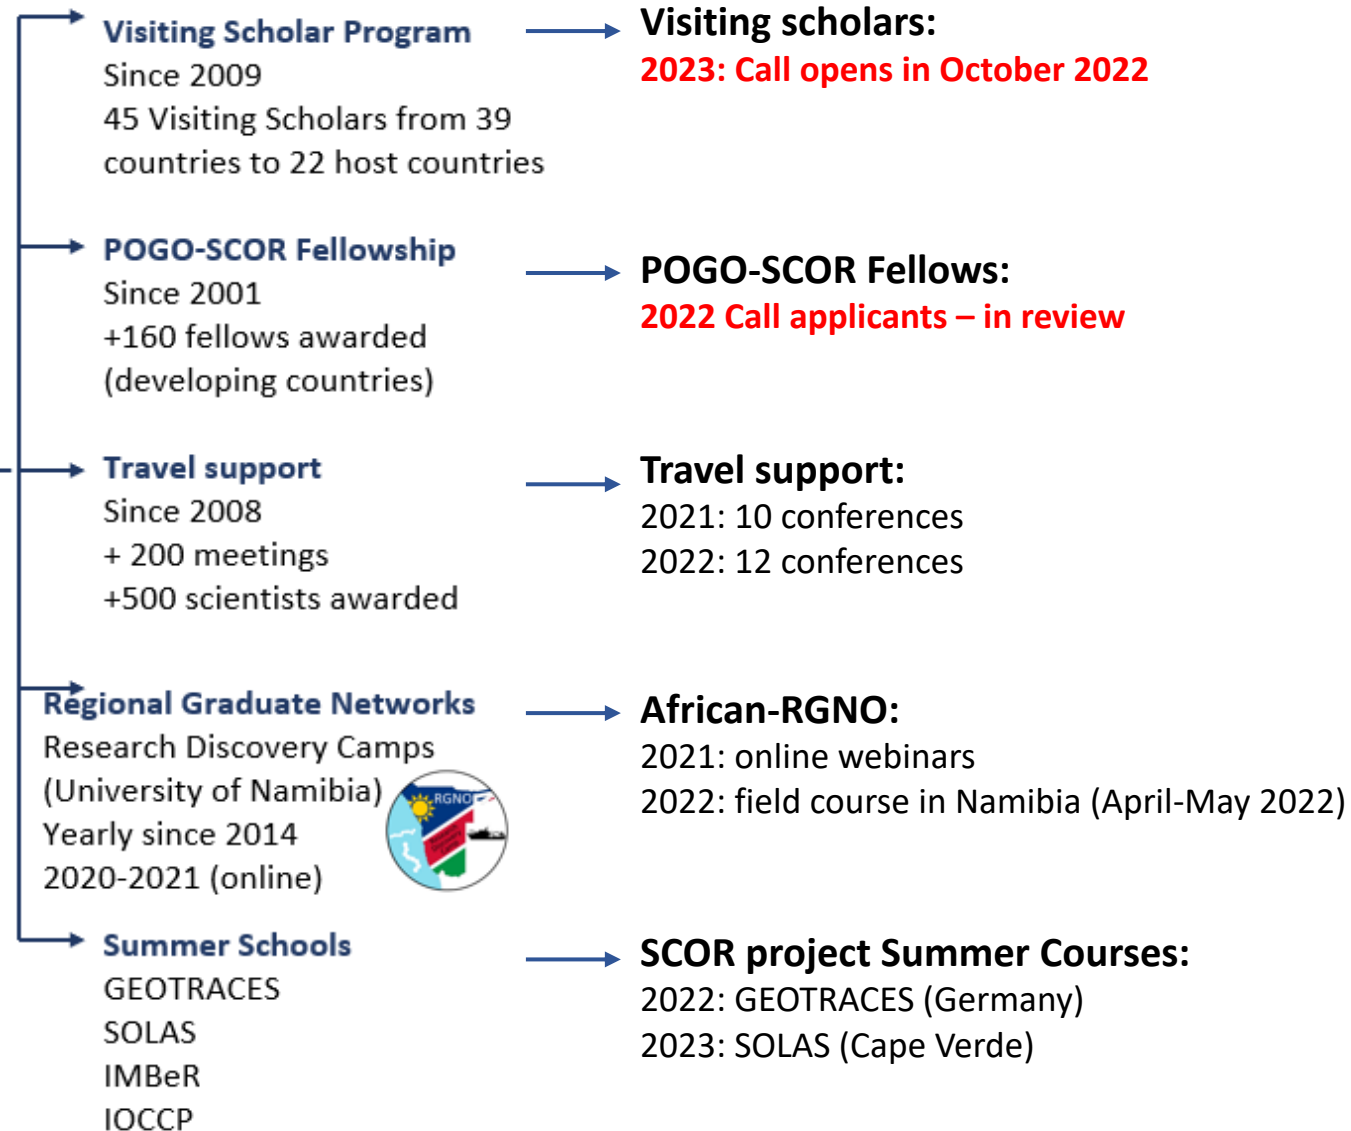 Visiting Scholar Program
Since 2009
45 Visiting Scholars from 39
countries to 22 host countries
Visiting scholars:
2023: Call opens in October 2022
POGO-SCOR Fellowship
Since 2001
+160 fellows awarded
(developing countries)
POGO-SCOR Fellows:
2022 Call applicants – in review
Travel support
Since 2008
+ 200 meetings
+500 scientists awarded
Travel support:
2021: 10 conferences
2022: 12 conferences
Regional Graduate Networks
Research Discovery Camps
(University of Namibia)
Yearly since 2014
2020-2021 (online)
RGNO
African-RGNO:
2021: online webinars
2022: field course in Namibia (April-May 2022)
Summer Schools
GEOTRACES
SOLAS
IMBeR
IOCCP
SCOR project Summer Courses:
2022: GEOTRACES (Germany)
2023: SOLAS (Cape Verde)